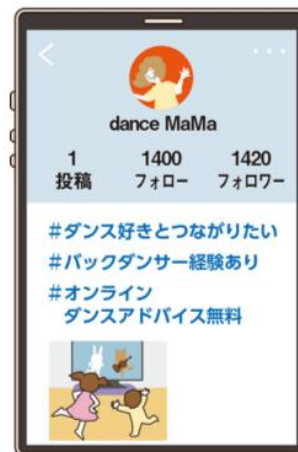 dance MaMa
1 1400 1420
投稿 フォロー フォロワー
#ダンス好きとつながりたい
#バックダンサー経験あり
#オンライン
ダンスアドバイス無料